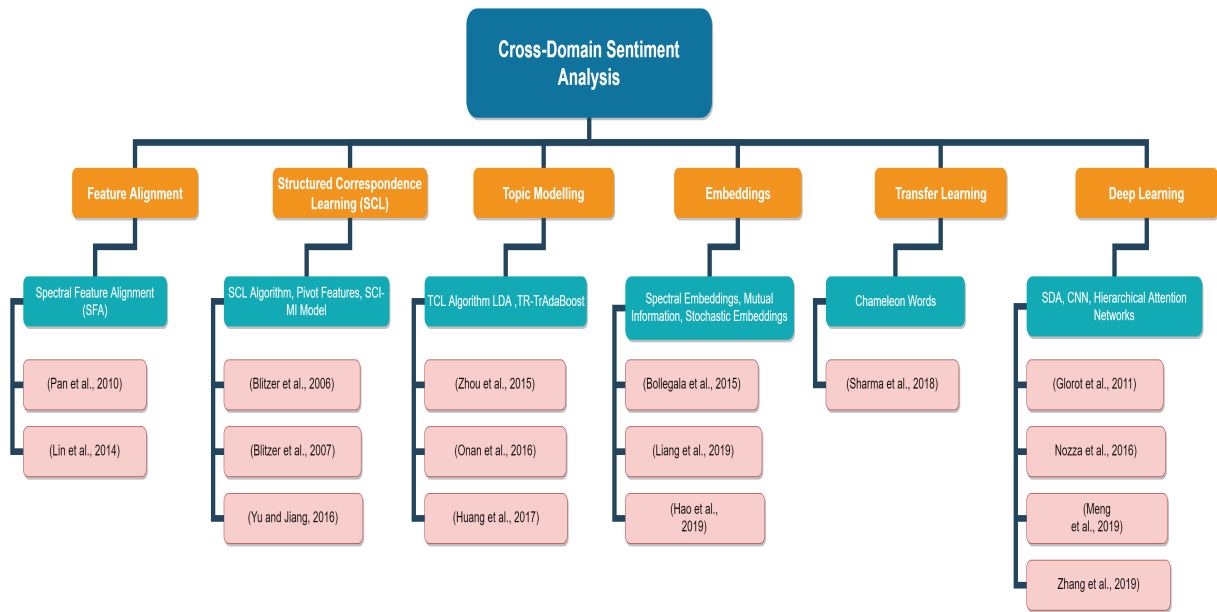 Cross-Domain Sentiment
Analysis
Feature Alignment
Structured Correspondence
Learning (SCL)
Topic Modelling
Embeddings
Transfer Learning
Deep Learning
Spectral Feature Alignment
(SFA)
SCL Algorithm, Pivot Features, SCI-
MI Model
TCL Algorithm LDA ,TR-TrAdaBoost
Spectral Embeddings, Mutual
Information, Stochastic Embeddings
Chameleon Words
SDA, CNN, Hierarchical Attention
Networks
(Pan et al., 2010)
(Blitzer et al., 2006)
(Zhou et al., 2015)
(Bollegala et al., 2015)
(Sharma et al., 2018)
(Glorot et al., 2011)
(Lin et al., 2014)
(Blitzer et al., 2007)
(Onan et al., 2016)
(Liang et al., 2019)
Nozza et al., 2016)
(Yu and Jiang, 2016)
(Huang et al., 2017)
(Hao et al.,
2019)
(Meng
et al., 2019)
Zhang et al., 2019)